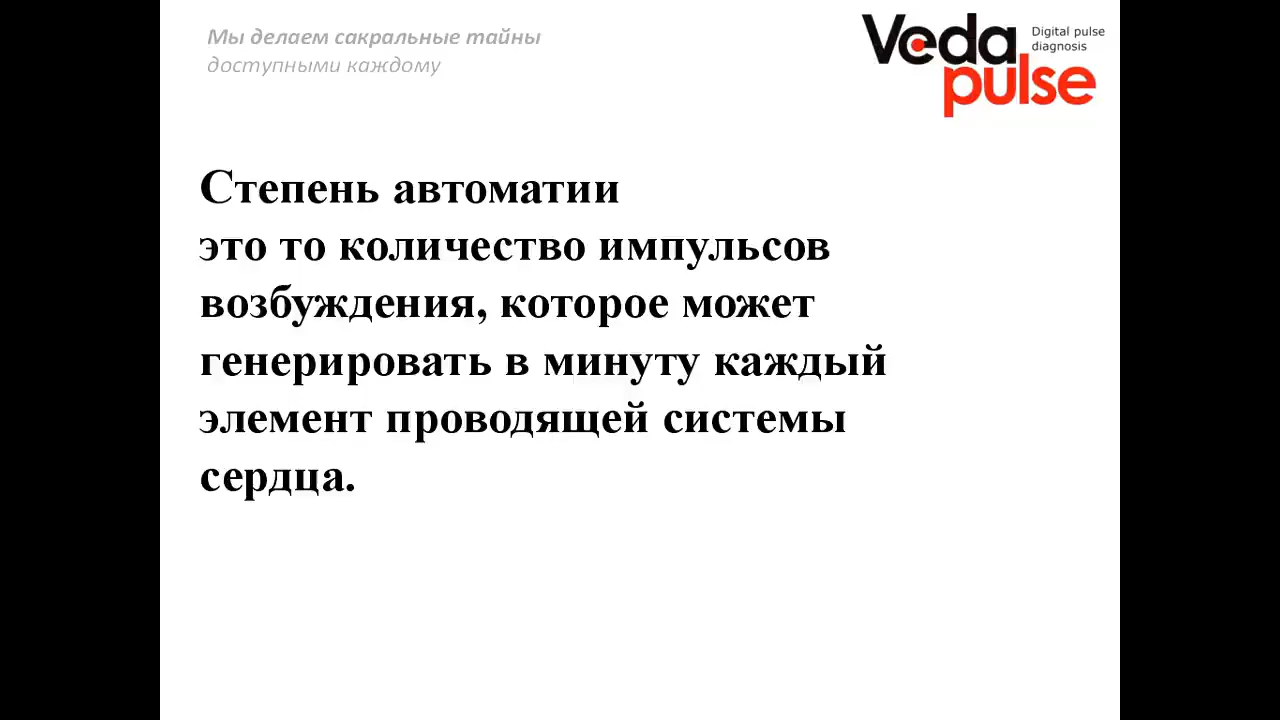 Мы делаем сакральные тайны
доступными каждому
Veda
pulse
Digital pulse
diagnosis
Степень автоматии
это то количество импульсов
возбуждения, которое может
генерировать в минуту каждый
элемент проводящей системы
сердца.